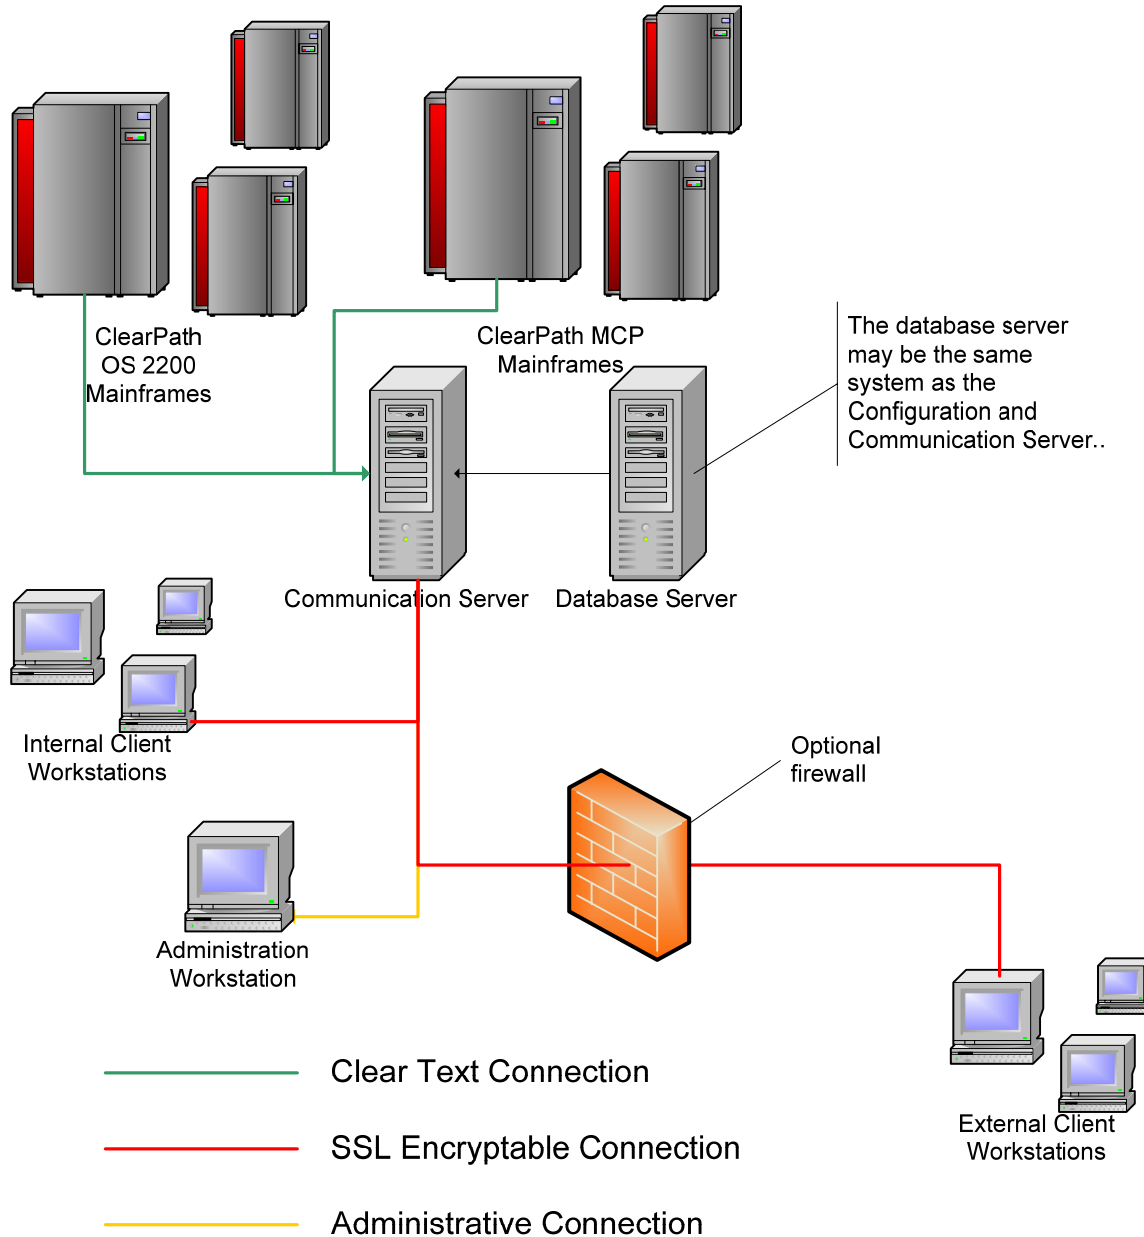 ClearPath
OS 2200
Mainframes
ClearPath MCP
Mainframes
The database server
may be the same
system as the
Configuration and
Communication Server..
Communication Server
Database Server
Internal Client
Workstations
Optional
firewall
Administration
Workstation
External Client
Workstations
Clear Text Connection
SSL Encryptable Connection
Administrative Connection